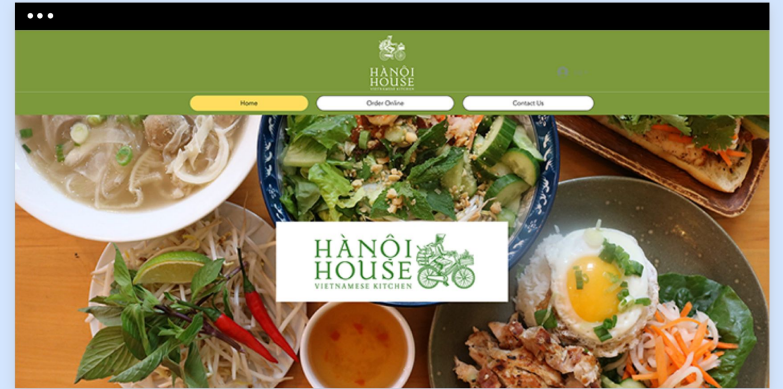 HÀNỘI
HOUSE
VIETNAMESE KITCHEN
Home
Order Online
Contact Us
HÀNỘI
HOUSE
VIETNAMESE KITCHEN